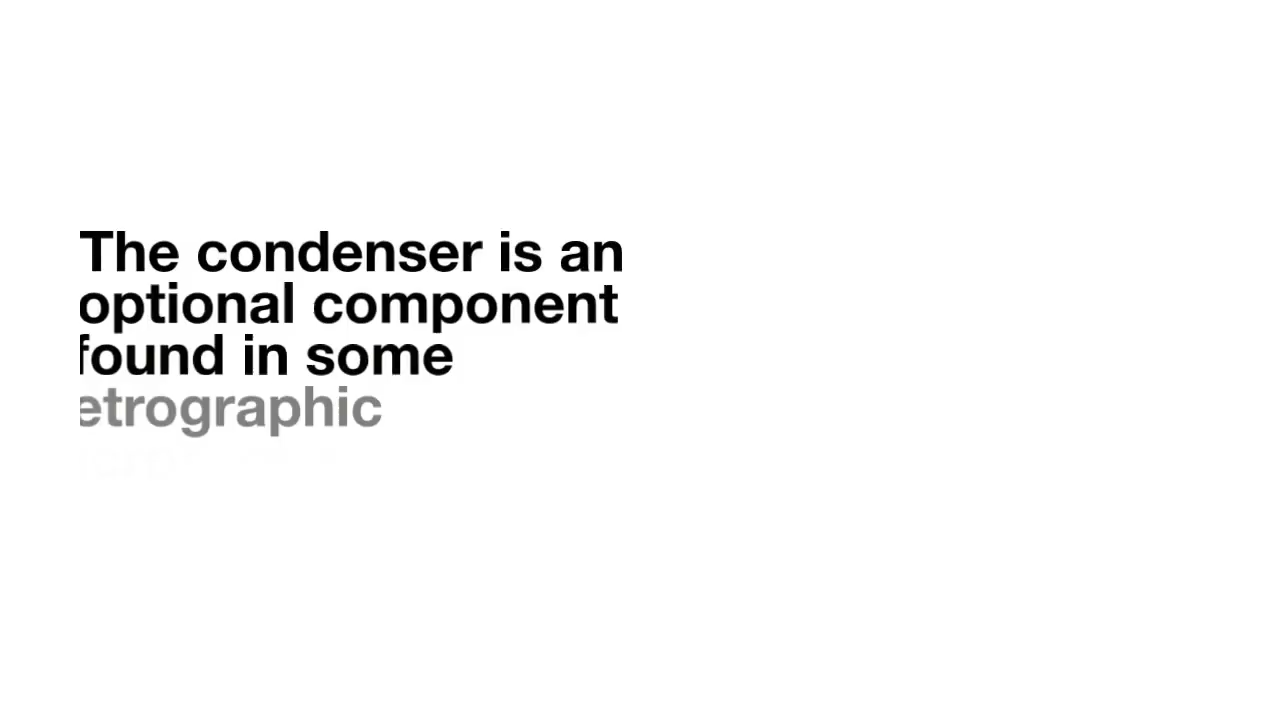 The condenser is an
optional component
found in some
etrographic